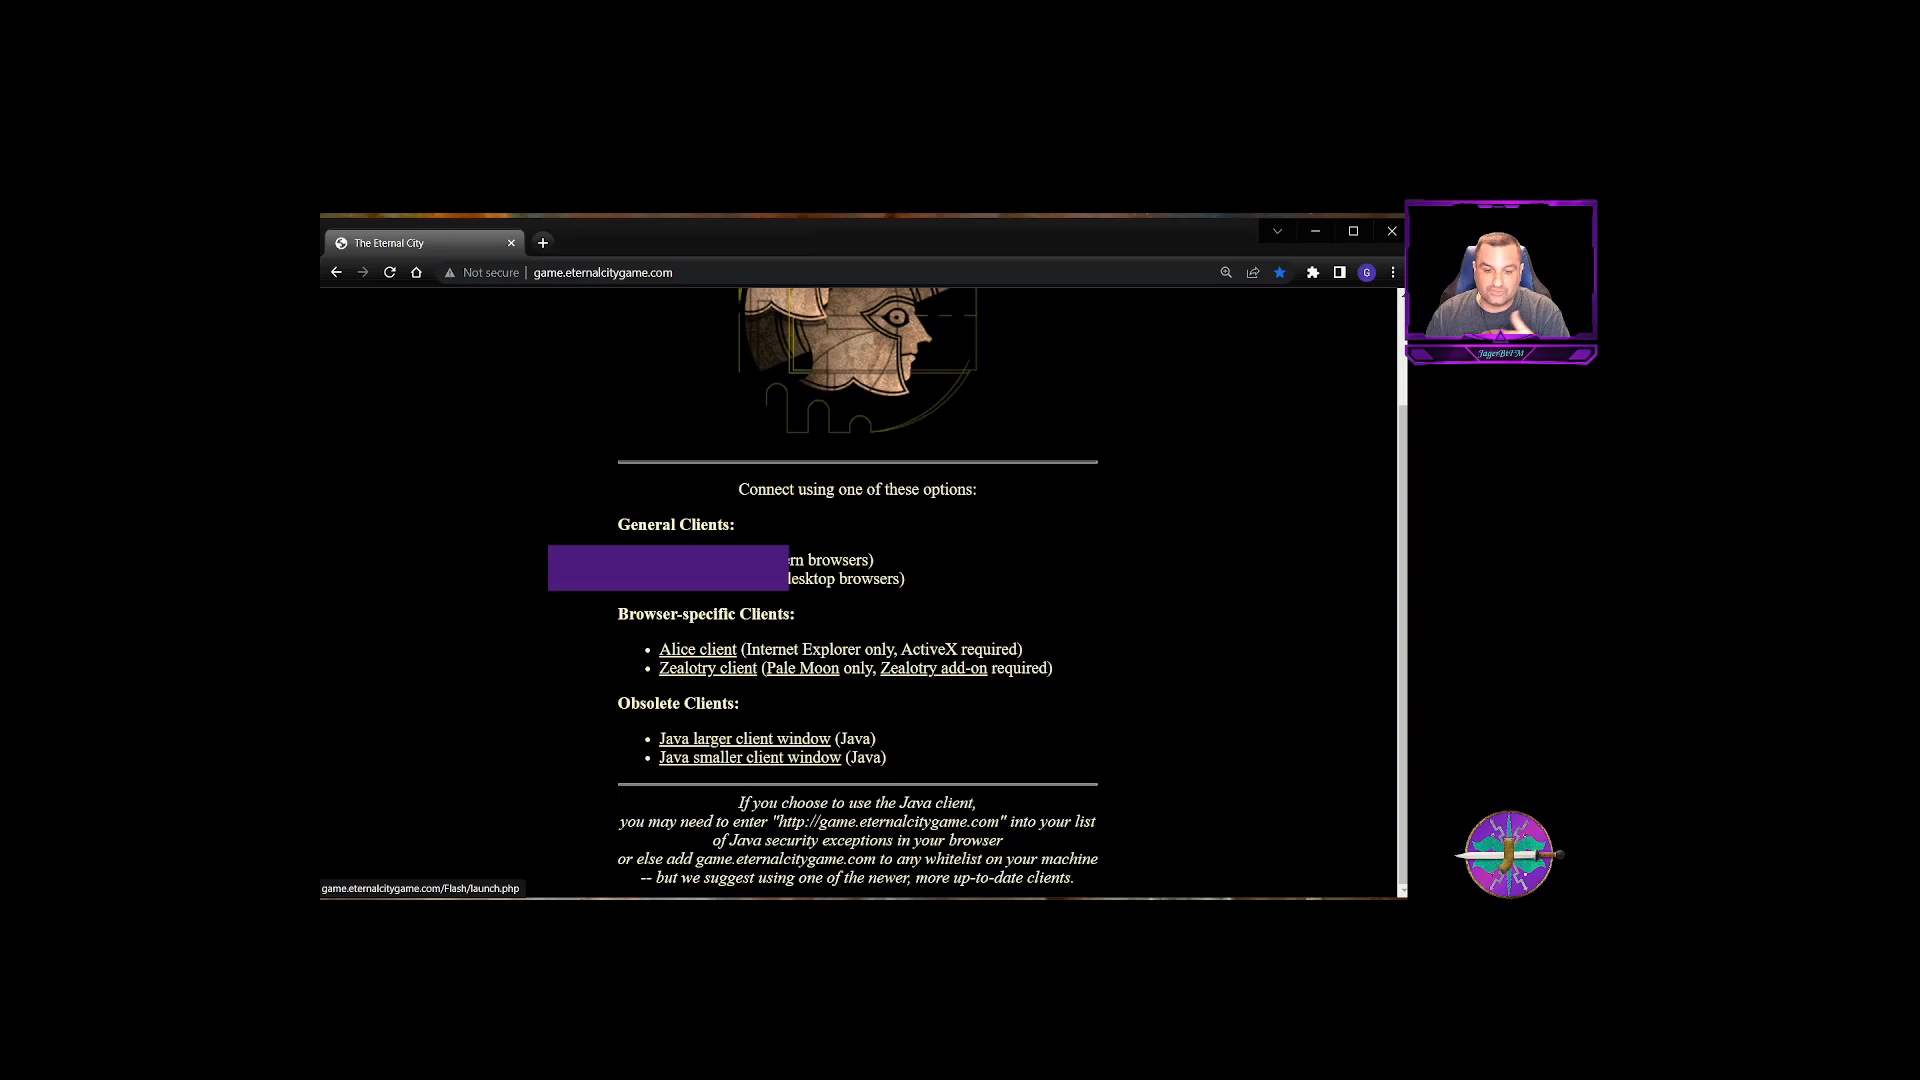 The Eternal City
Not secure | game.eternalcitygame.com
G
JagerBitFM
Connect using one of these options:
General Clients:
browsers)
desktop browsers)
Browser-specific Clients:
• Alice client (Internet Explorer only, ActiveX required)
• Zealotry client (Pale Moon only, Zealotry add-on required)
Obsolete Clients:
• Java larger client window (Java)
• Java smaller client window (Java)
If you choose to use the Java client,
you may need to enter "http://game.eternalcitygame.com" into your list
of Java security exceptions in your browser
or else add game.eternalcitygame.com to any whitelist on your machine
-- but we suggest using one of the newer, more up-to-date clients.
game.eternalcitygame.com/Flash/launch.php